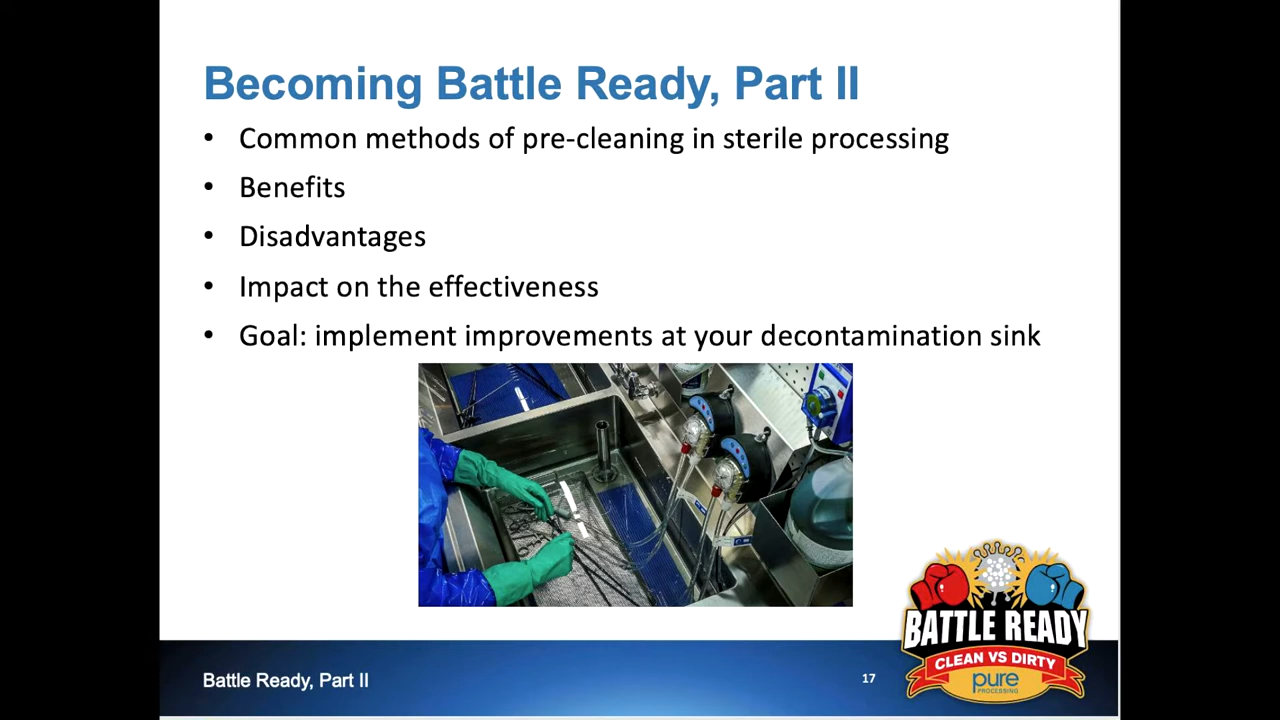 Becoming Battle Ready, Part II
• Common methods of pre-cleaning in sterile processing
• Benefits
• Disadvantages
• Impact on the effectiveness
• Goal: implement improvements at your decontamination sink
BATTLE READY
CLEAN VS DIRTY
pure
PROCESSING
Battle Ready, Part II
17